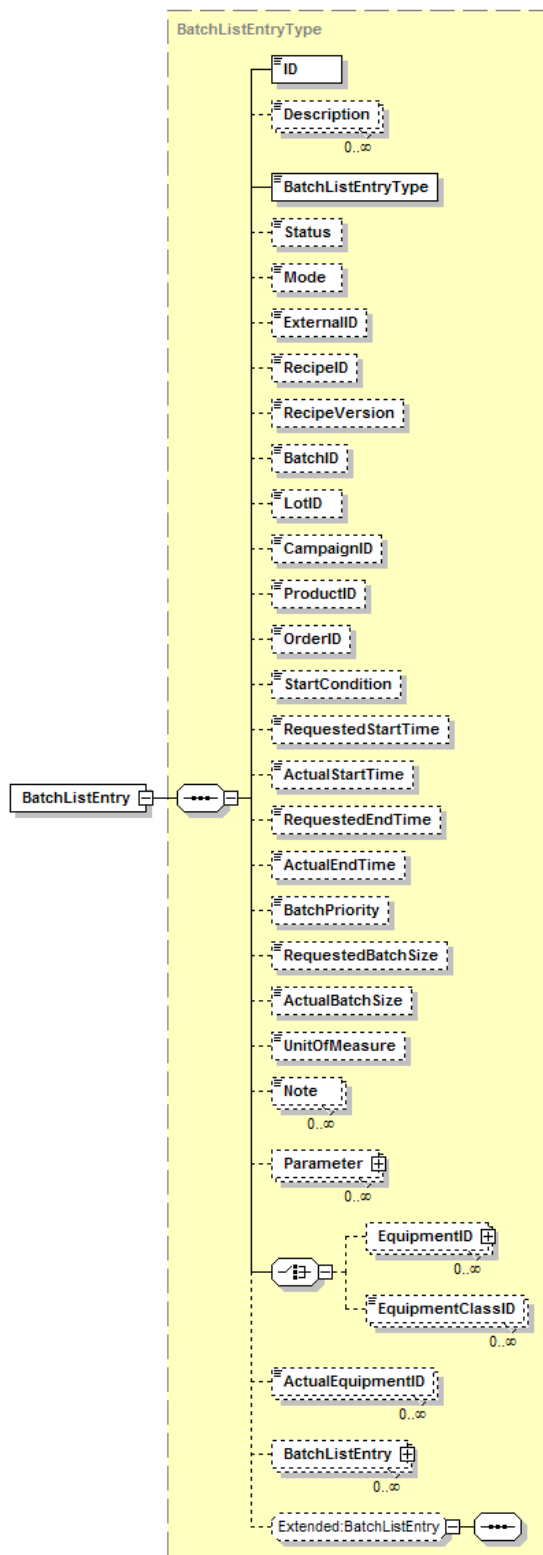 BatchListEntryType
ID
Description
0..∞
BatchListEntryType
Status
Mode
ExternalID
RecipeID
RecipeVersion
BatchID
LotID
CampaignID
ProductID
OrderID
StartCondition
RequestedStartTime
BatchListEntry
ActualStartTime
RequestedEndTime
ActualEndTime
BatchPriority
RequestedBatchSize
ActualBatchSize
UnitOfMeasure
Note
0..∞
Parameter
0..∞
EquipmentID
0..∞
EquipmentClassID
0..∞
ActualEquipmentID
0..∞
BatchListEntry
0..∞
Extended:BatchListEntry